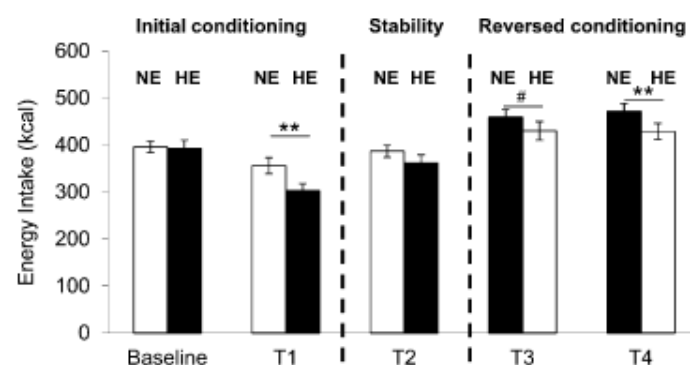 Initial conditioning Stability Reversed conditioning
600
NE HE NE HE NE HE NE HE NE HE
500
# **
**
400
300
200
100
0
Energy Intake (kcal)
Baseline T1 T2 T3 T4